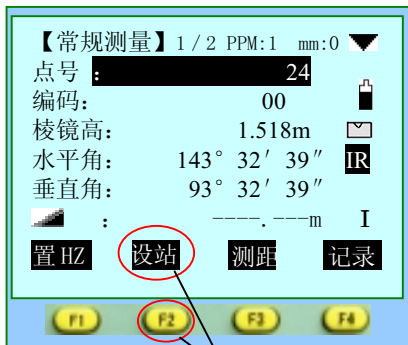 【常规测量】1/2 PPM:1 mm:0
点号： 24
编码： 00
棱镜高： 1.518m
水平角： 143° 32′ 39″ IR
垂直角： 93° 32′ 39″
： ----.---m I
置 HZ 设站 测距 记录
F1 F2 F3 F4